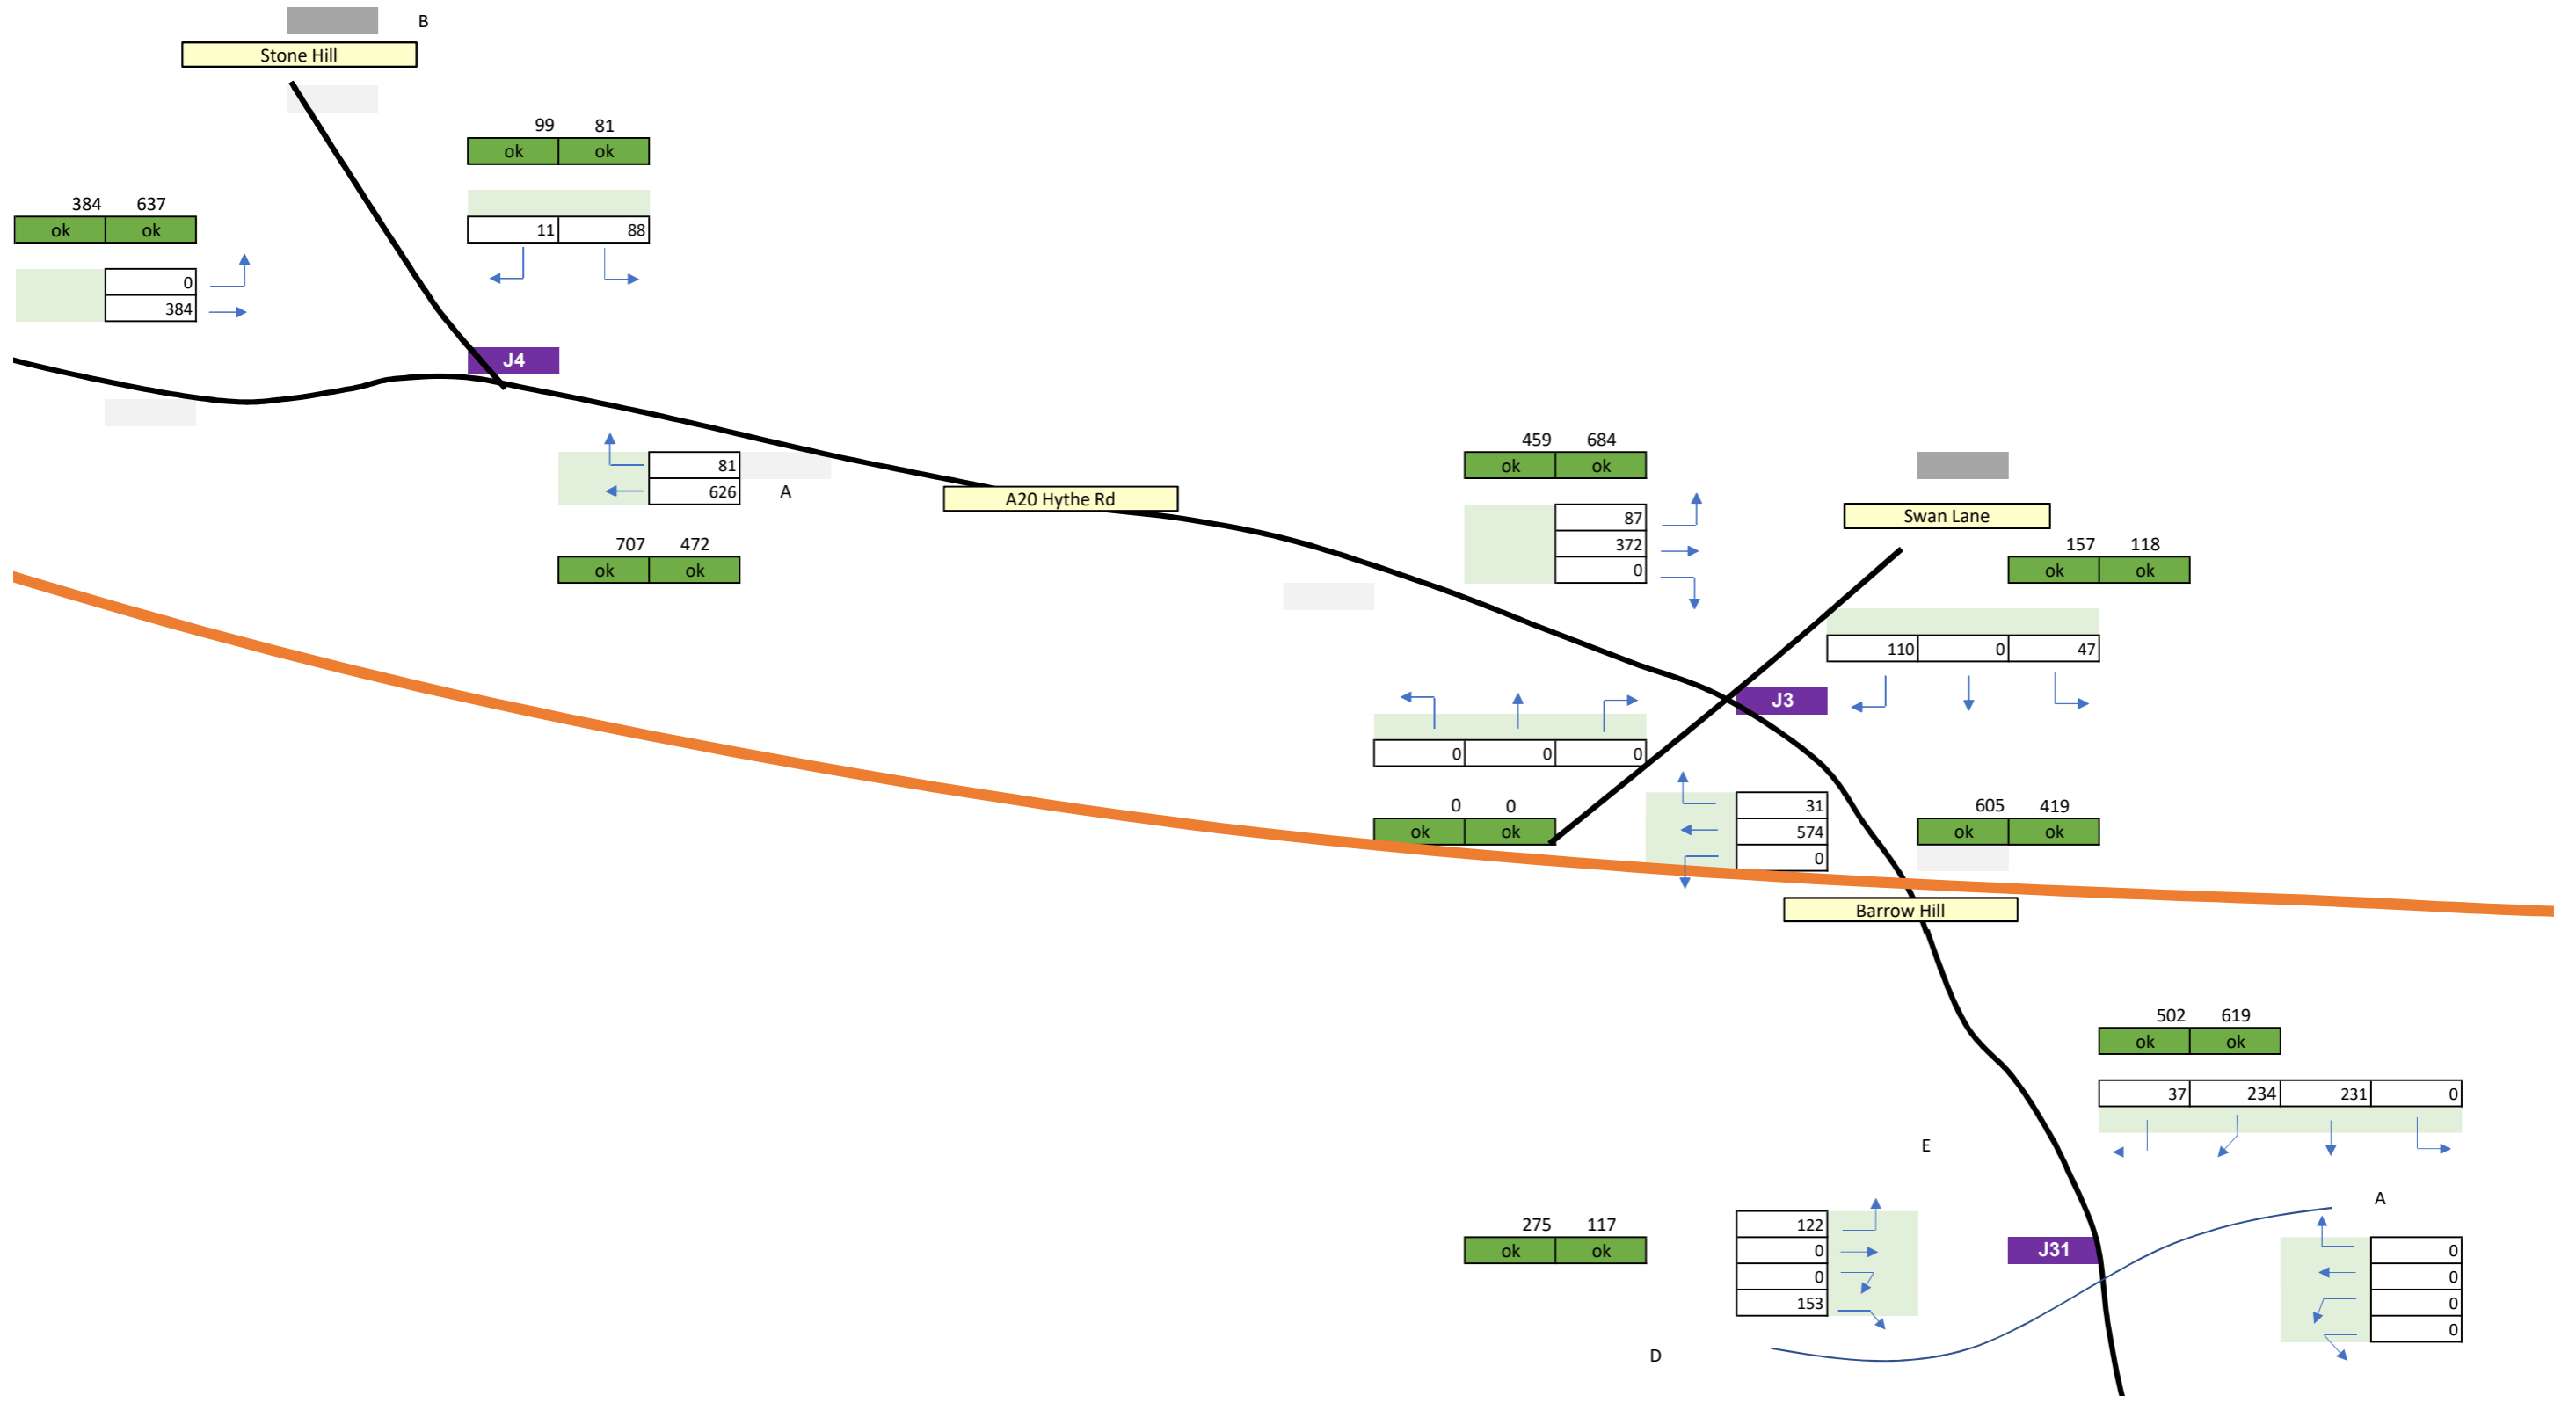 B
Stone Hill
99 81
ok ok
384 637
ok ok
11 88
0
384
J4
81
626 A
A20 Hythe Rd
707 472
ok ok
459 684
ok ok
87
372
0
Swan Lane
157 118
ok ok
110 0 47
J3
0 0 0
0 0
ok ok
31
574
0
605 419
ok ok
Barrow Hill
502 619
ok ok
37 234 231 0
E
A
275 117
ok ok
122
0
0
153
J31
0
0
0
0
D